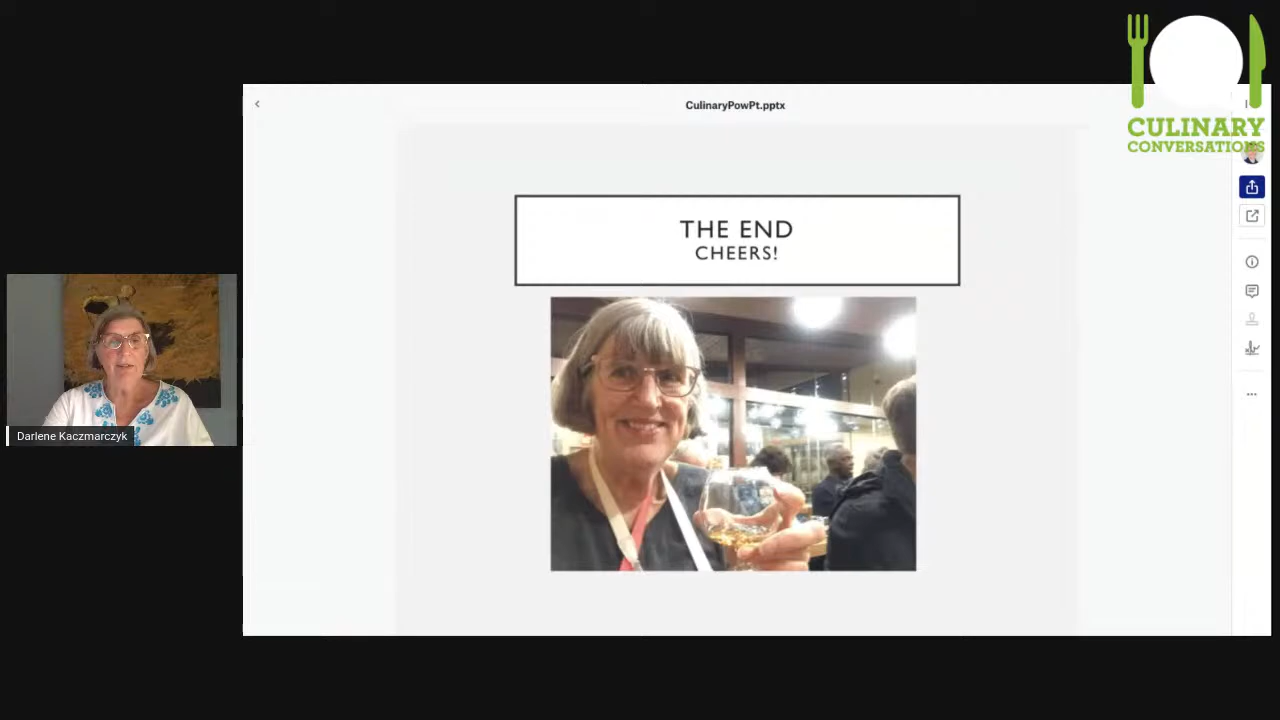 CULINARY
CONVERSATIONS
CulinaryPowPt.pptx
THE END
CHEERS!
Darlene Kaczmarczyk